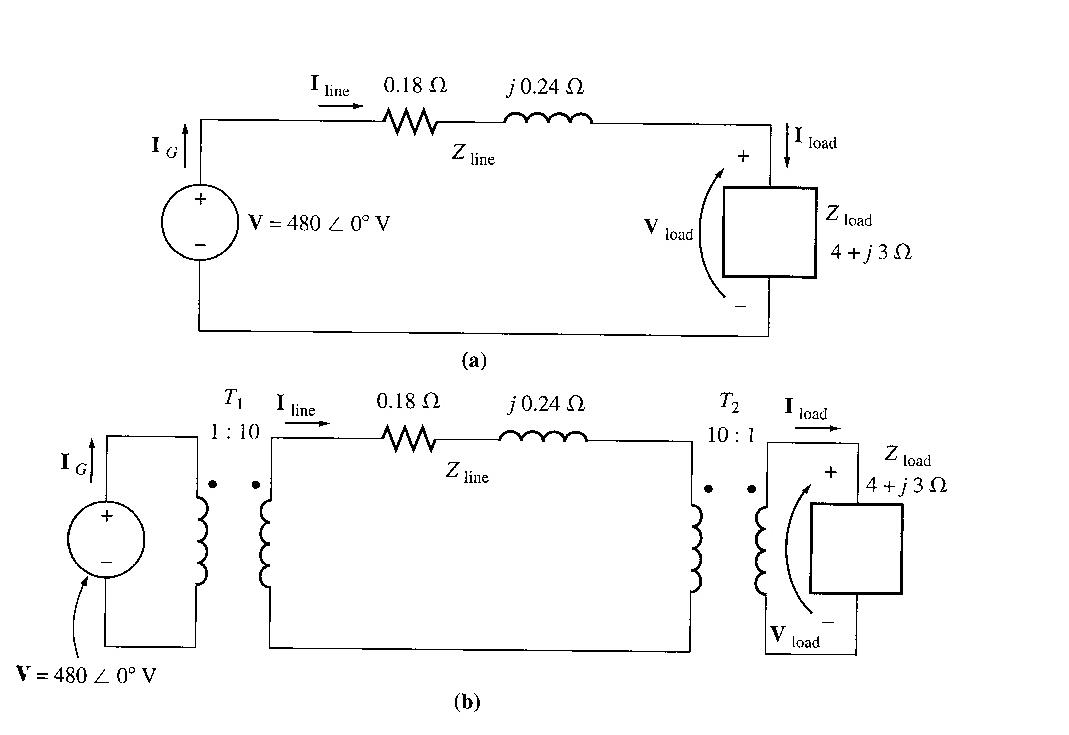 I line 0.18 Ω j 0.24 Ω
I G
Z line
I load
+
+
V = 480 ∠ 0° V
−
V load
Z load
4 + j 3 Ω
−
(a)
T1 I line 0.18 Ω j 0.24 Ω T2 I load
1 : 10 10 : 1
I G
Z line
Z load
+
4 + j 3 Ω
+
−
−
V load
V = 480 ∠ 0° V
(b)